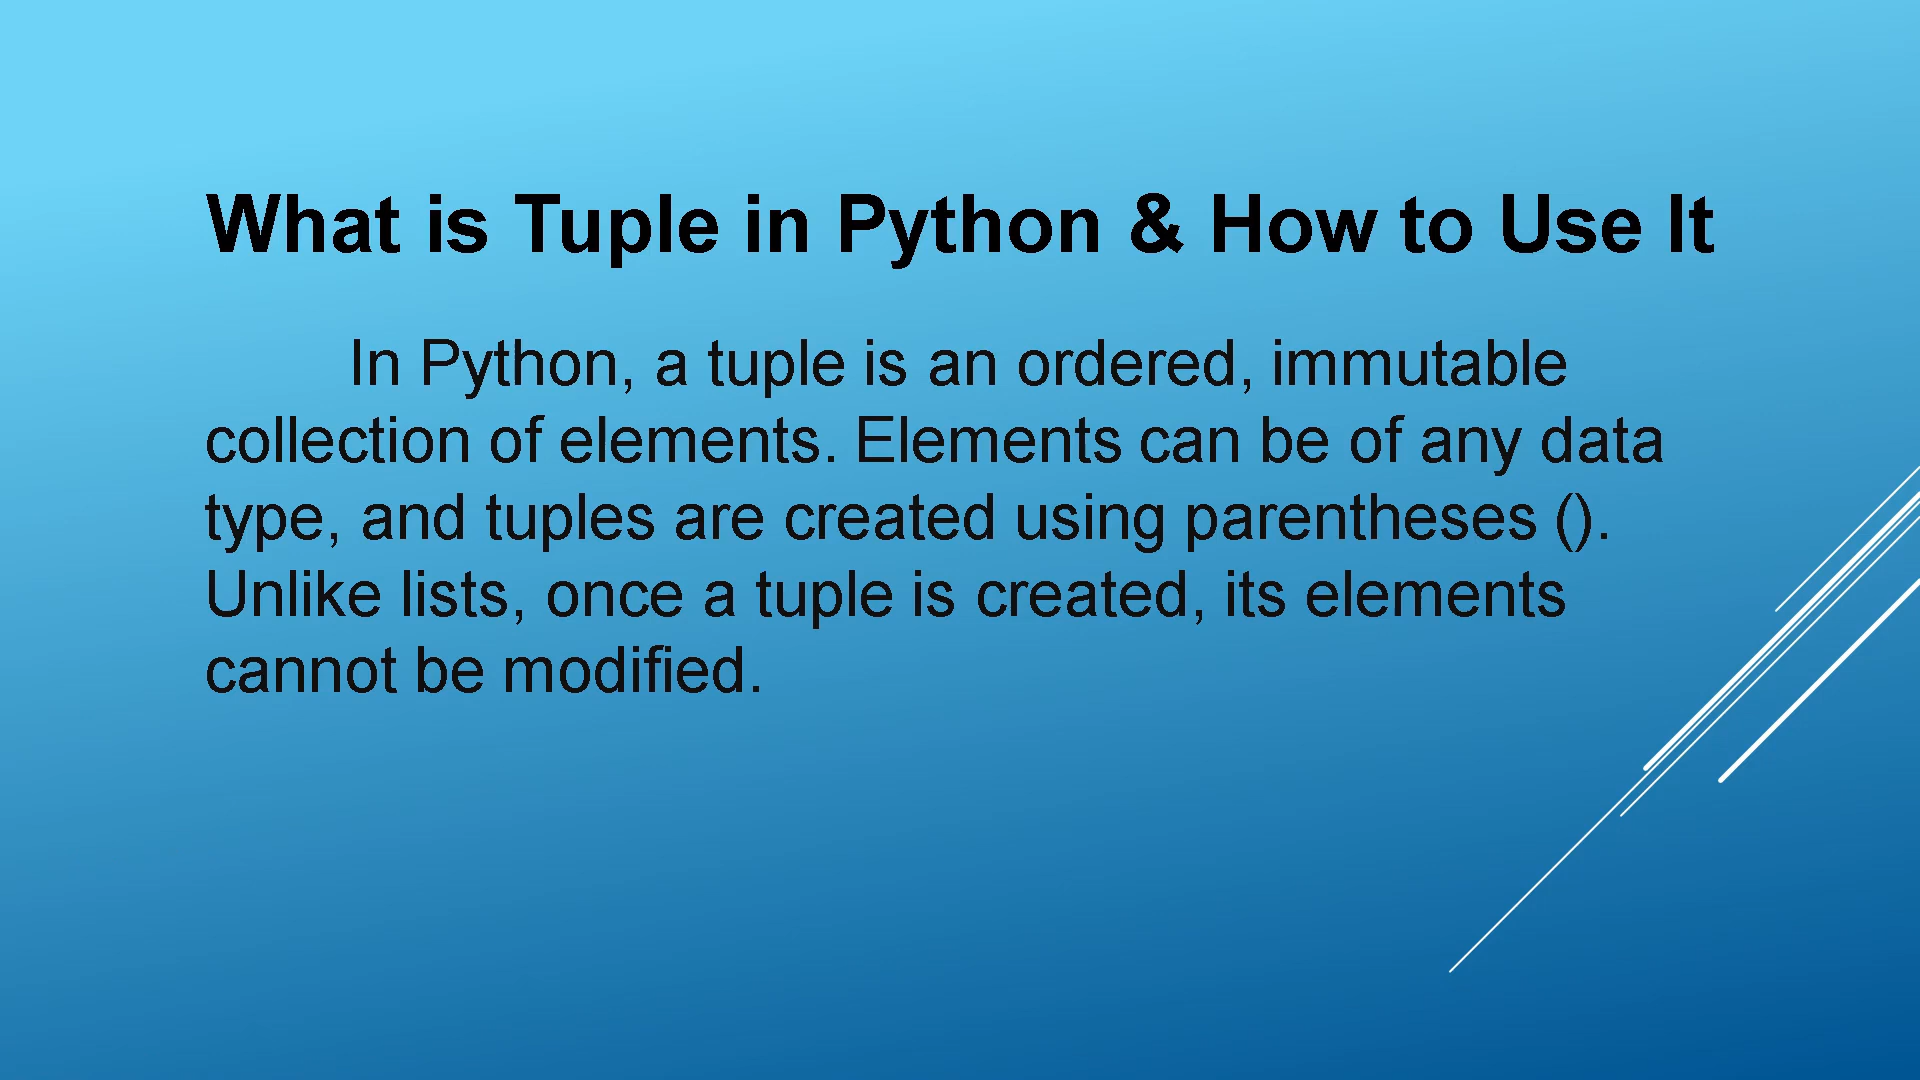 What is Tuple in Python & How to Use It
In Python, a tuple is an ordered, immutable
collection of elements. Elements can be of any data
type, and tuples are created using parentheses ().
Unlike lists, once a tuple is created, its elements
cannot be modified.